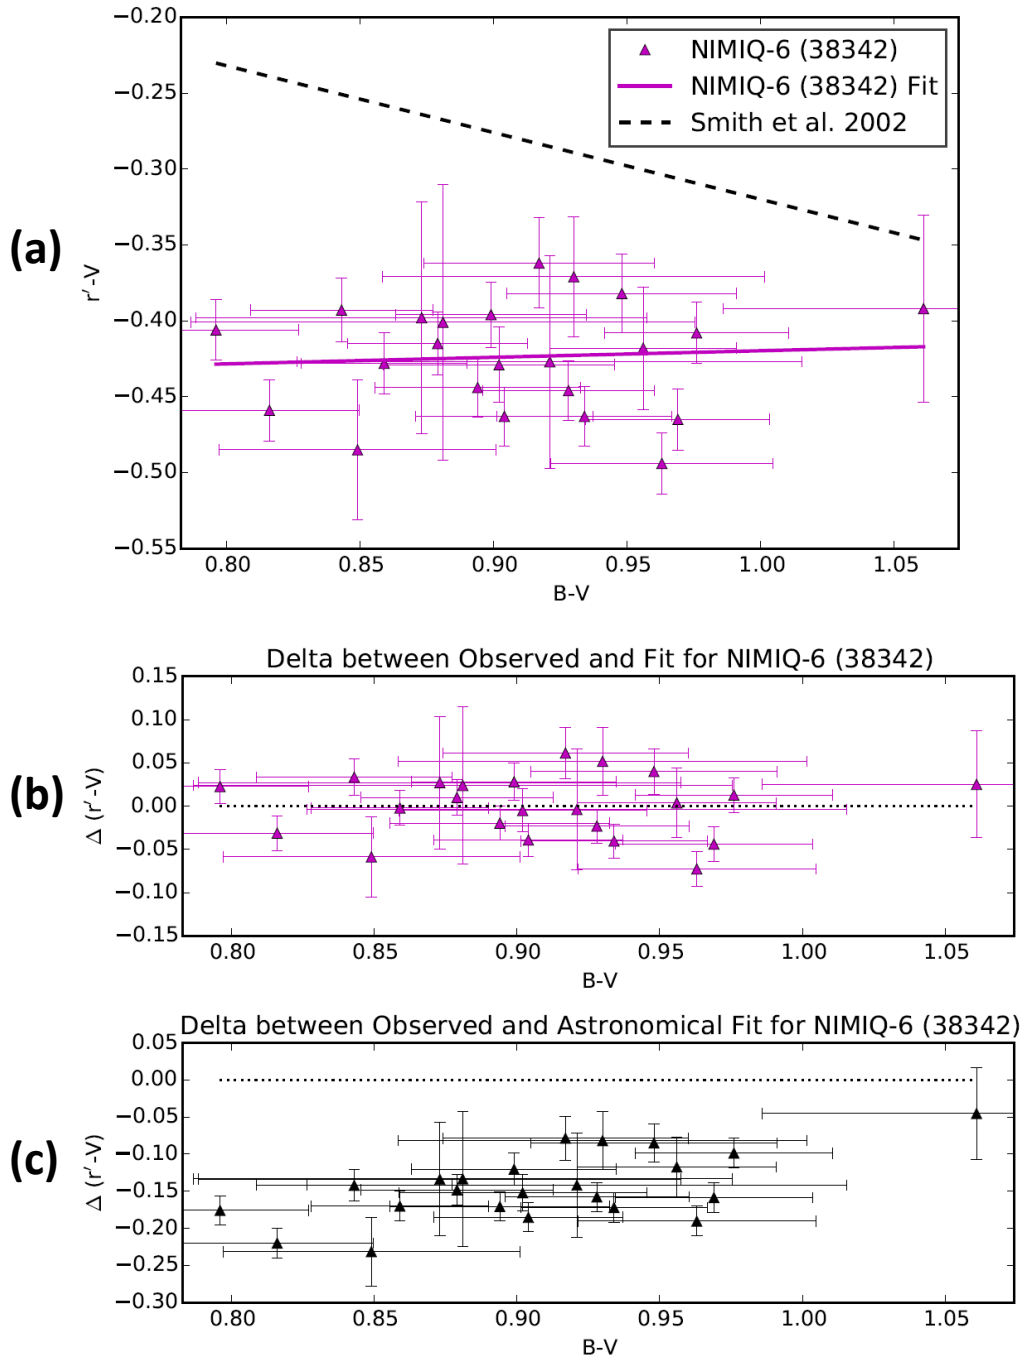 (a)
−0.20
−0.25
−0.30
−0.35
−0.40
−0.45
−0.50
−0.55
r′-V
NIMIQ-6 (38342)
NIMIQ-6 (38342) Fit
Smith et al. 2002
0.80 0.85 0.90 0.95 1.00 1.05
B-V
Delta between Observed and Fit for NIMIQ-6 (38342)
(b)
0.15
0.10
0.05
0.00
−0.05
−0.10
−0.15
Δ (r′-V)
0.80 0.85 0.90 0.95 1.00 1.05
B-V
Delta between Observed and Astronomical Fit for NIMIQ-6 (38342)
(c)
0.05
0.00
−0.05
−0.10
−0.15
−0.20
−0.25
−0.30
Δ (r′-V)
0.80 0.85 0.90 0.95 1.00 1.05
B-V